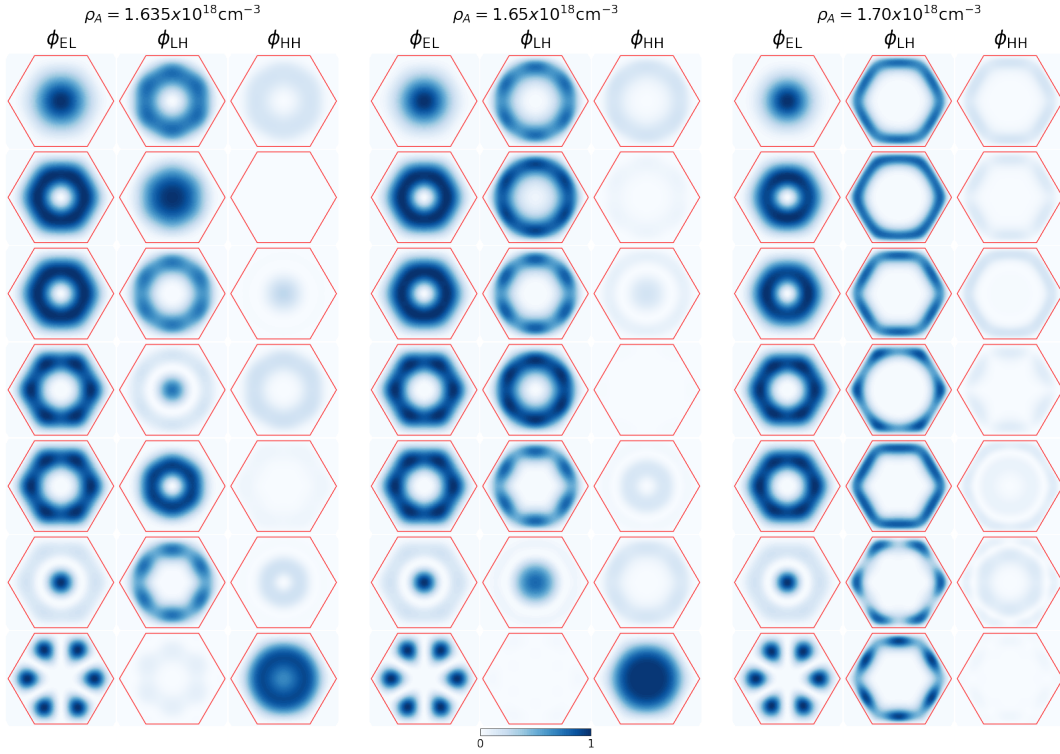 ρ_A = 1.635x10^18cm^−3 ρ_A = 1.65x10^18cm^−3 ρ_A = 1.70x10^18cm^−3
ϕ_EL ϕ_LH ϕ_HH ϕ_EL ϕ_LH ϕ_HH ϕ_EL ϕ_LH ϕ_HH
0 1